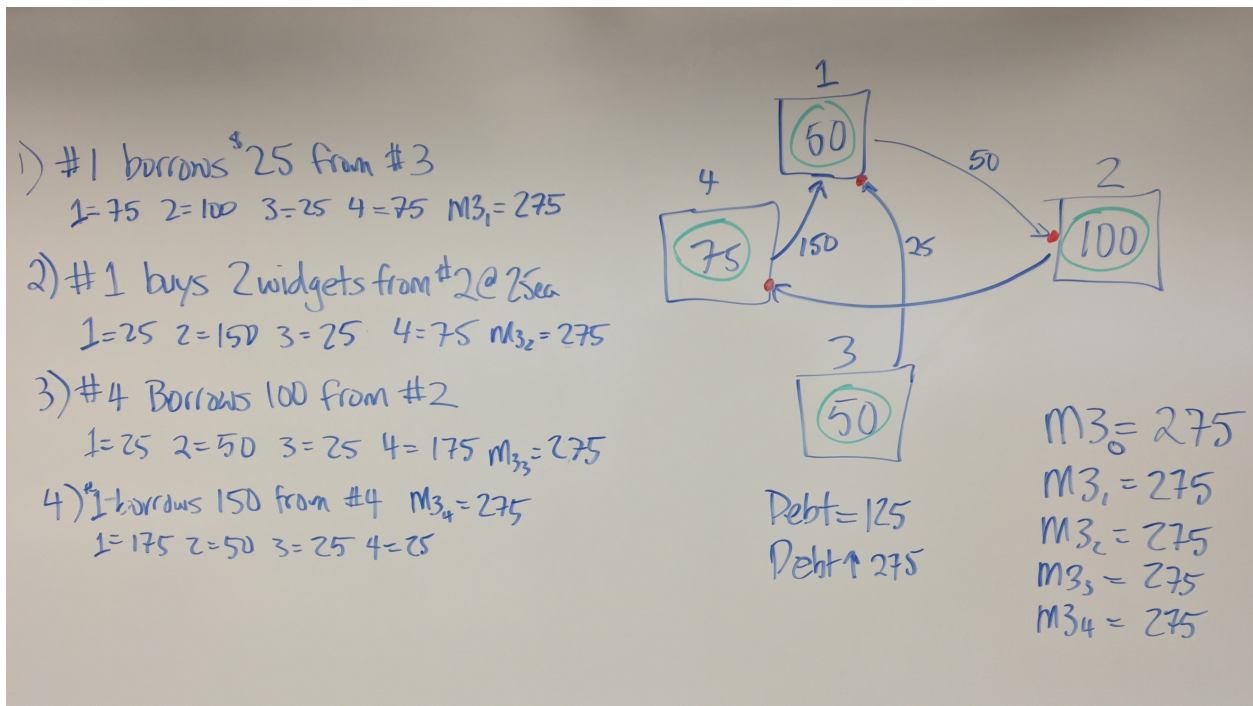 1) #1 borrows $25 from #3
1=75 2=100 3=25 4=75 M3₁=275
2) #1 buys 2 widgets from #2@25ea
1=25 2=150 3=25 4=75 M3₂=275
3) #4 Borrows 100 from #2
1=25 2=50 3=25 4=175 M3₃=275
4) #1 borrows 150 from #4 M3₄=275
1=175 2=50 3=25 4=25
1
50
50
2
100
4
75
150
25
3
50
Debt=125
Debt↑ 275
M3₀=275
M3₁=275
M3₂=275
M3₃=275
M3₄=275